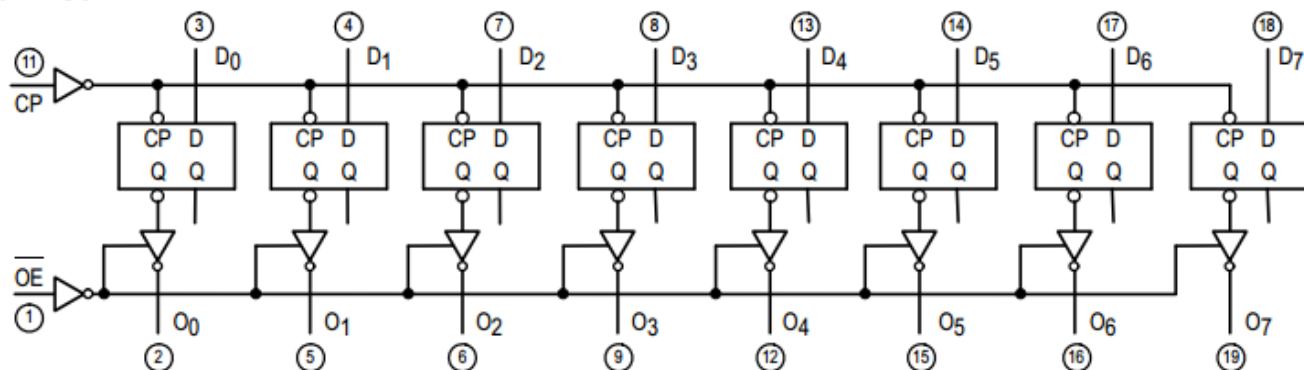 3 4 7 8 13 14 17 18
11 D0 D1 D2 D3 D4 D5 D6 D7
CP
CP D CP D CP D CP D CP D CP D CP D CP D
Q Q Q Q Q Q Q Q Q Q Q Q Q Q Q Q
OE
1 O0 O1 O2 O3 O4 O5 O6 O7
2 5 6 9 12 15 16 19